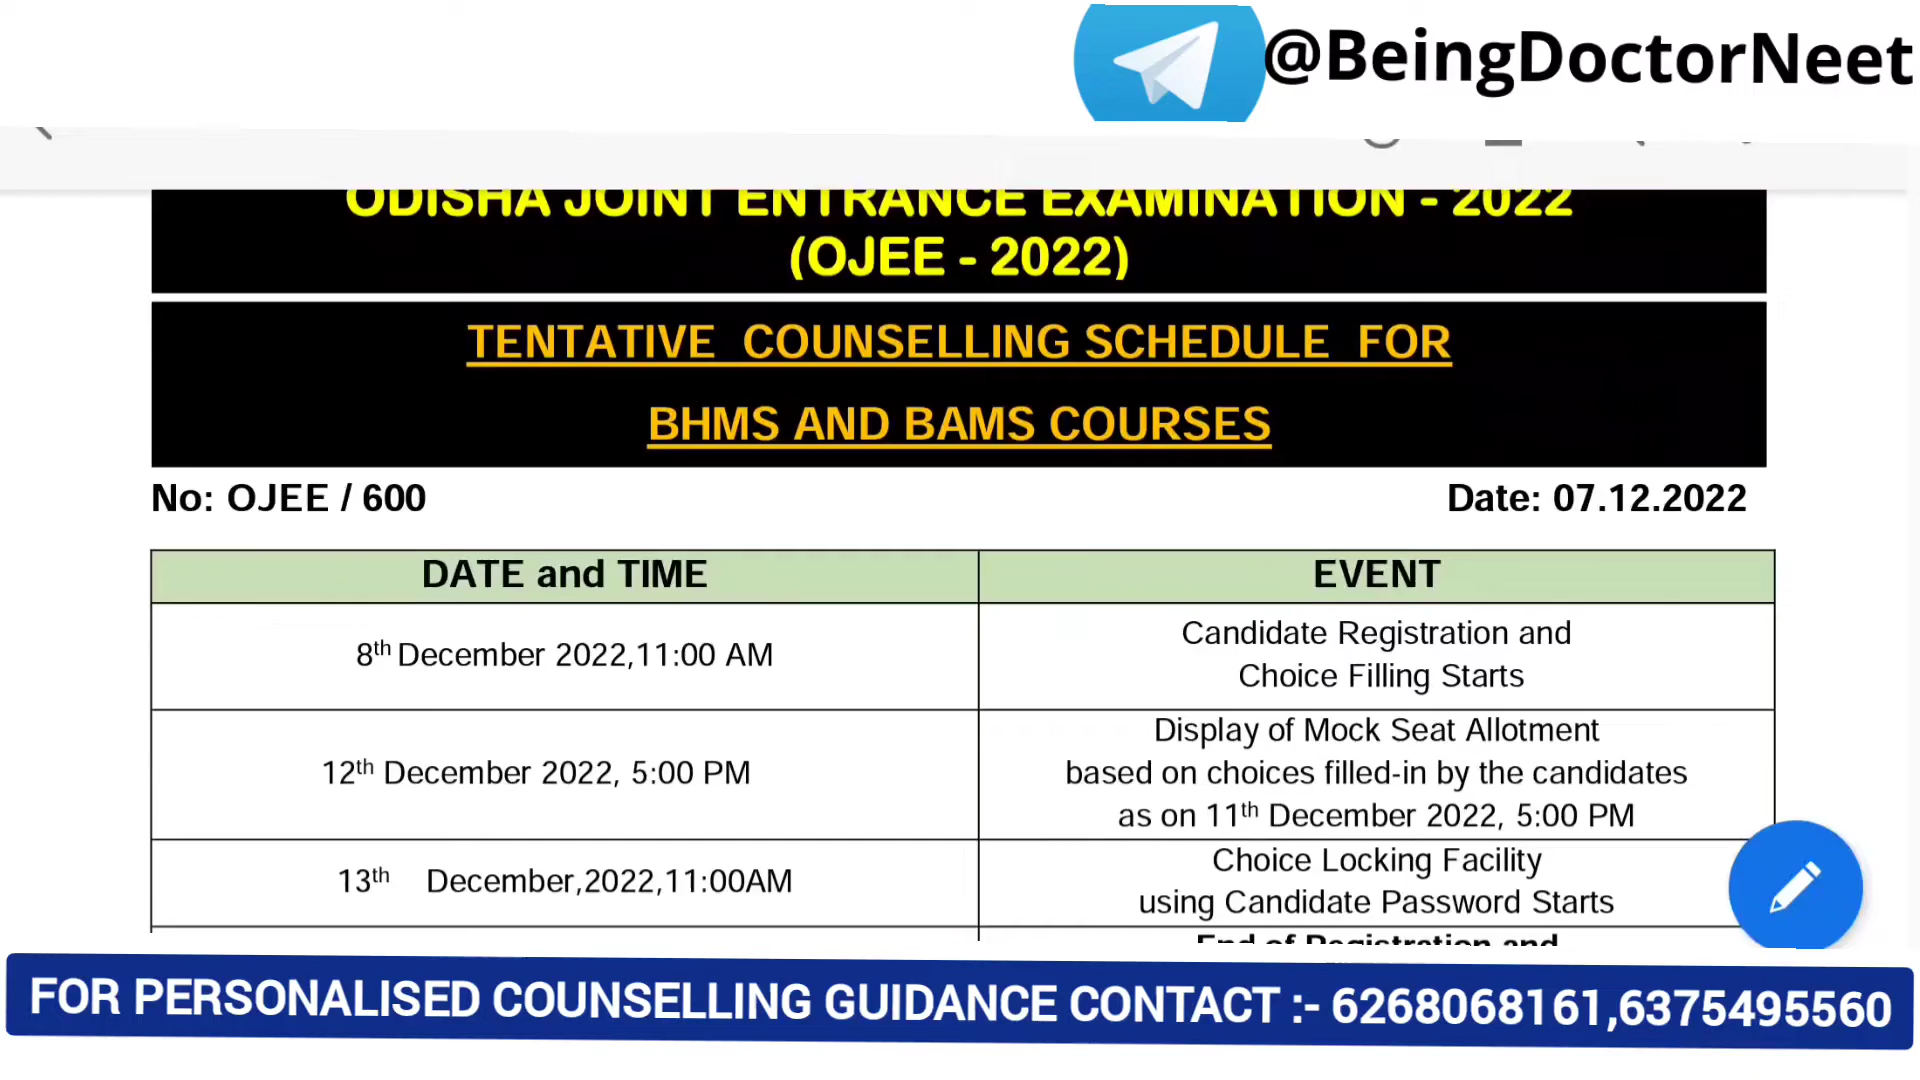 @BeingDoctorNeet
ODISHA JOINT ENTRANCE EXAMINATION - 2022
(OJEE - 2022)
TENTATIVE COUNSELLING SCHEDULE FOR
BHMS AND BAMS COURSES
No: OJEE / 600
Date: 07.12.2022
DATE and TIME
EVENT
8th December 2022,11:00 AM
Candidate Registration and
Choice Filling Starts
12th December 2022, 5:00 PM
Display of Mock Seat Allotment
based on choices filled-in by the candidates
as on 11th December 2022, 5:00 PM
13th December,2022,11:00AM
Choice Locking Facility
using Candidate Password Starts
End of Registration and
FOR PERSONALISED COUNSELLING GUIDANCE CONTACT :- 6268068161,6375495560